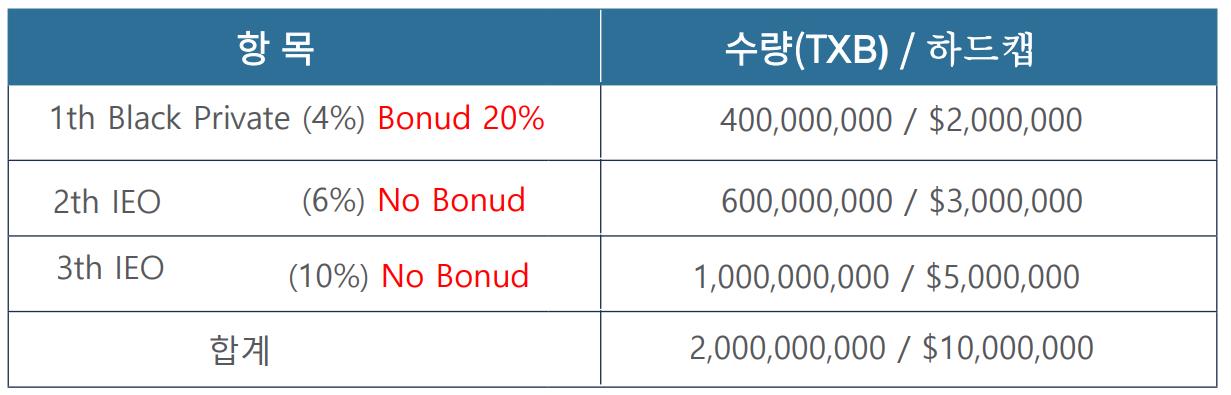 항 목 수량(TXB) / 하드캡
1th Black Private (4%) Bonud 20% 400,000,000 / $2,000,000
2th IEO (6%) No Bonud 600,000,000 / $3,000,000
3th IEO (10%) No Bonud 1,000,000,000 / $5,000,000
합계 2,000,000,000 / $10,000,000